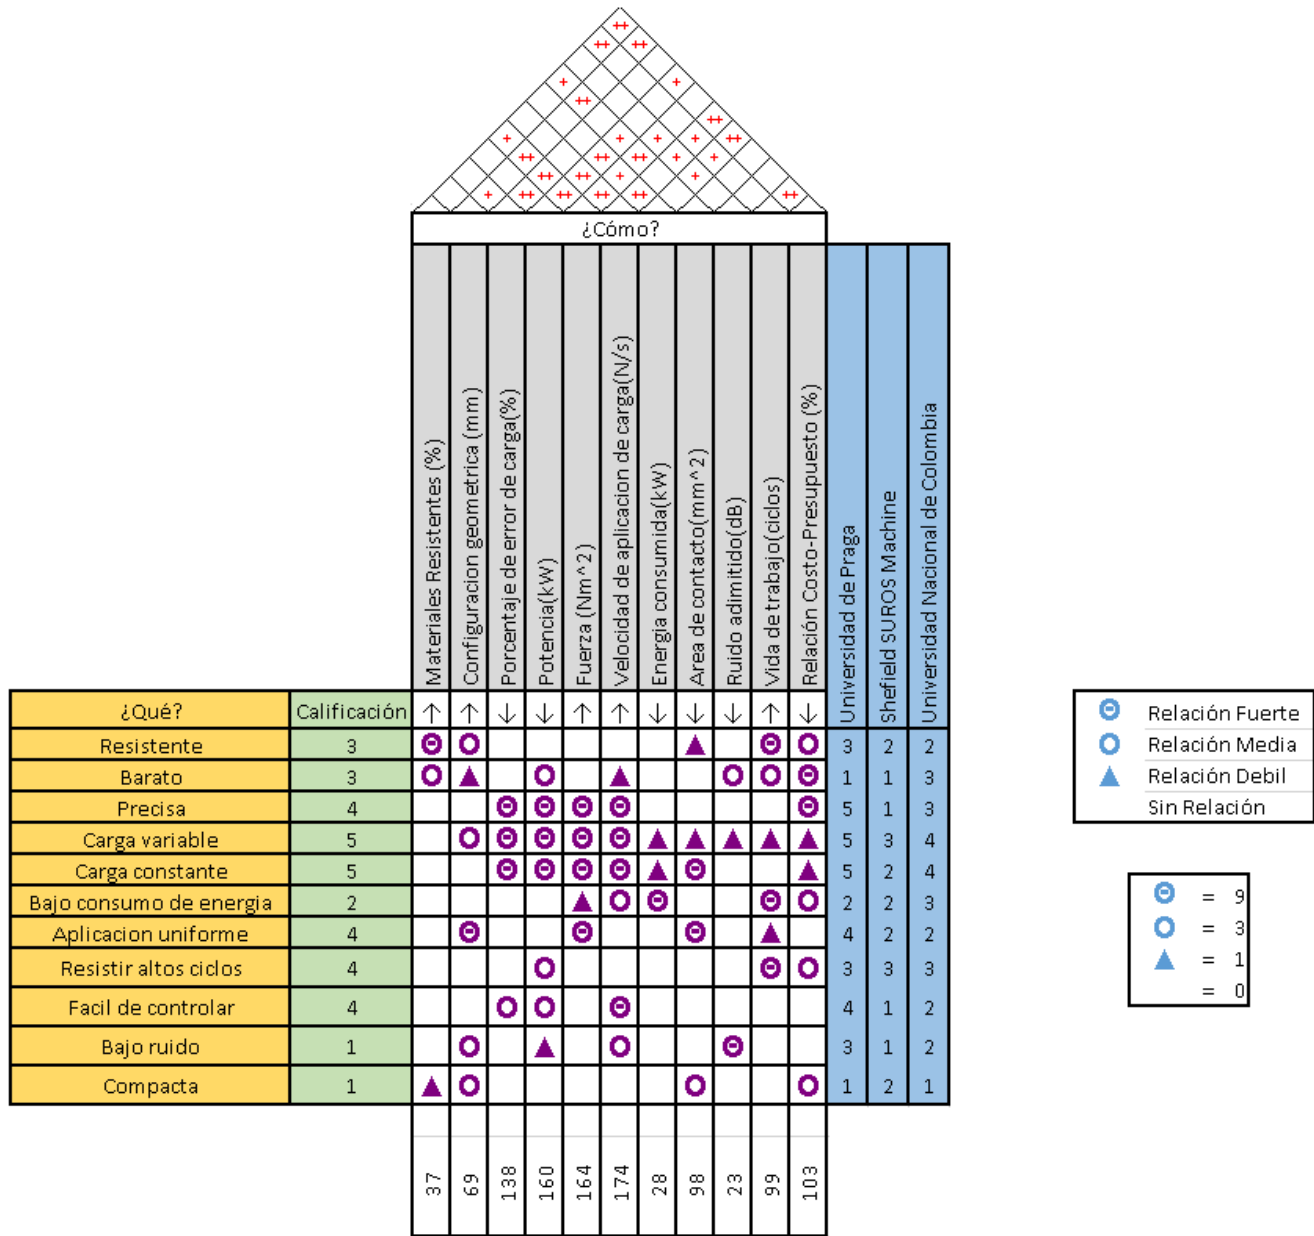 ++
++ ++
+ +
++
++
+ + + + ++
++ ++ ++ + +
++ ++ + +
+ ++ ++ ++ ++ ++
¿Cómo?
Materiales Resistentes (%)
Configuracion geometrica (mm)
Porcentaje de error de carga(%)
Potencia(kW)
Fuerza (Nm^2)
Velocidad de aplicacion de carga(N/s)
Energia consumida(kW)
Area de contacto(mm^2)
Ruido adimitido(dB)
Vida de trabajo(ciclos)
Relación Costo-Presupuesto (%)
Universidad de Praga
Shefield SUROS Machine
Universidad Nacional de Colombia
¿Qué? Calificación ↑ ↑ ↓ ↓ ↑ ↑ ↓ ↓ ↓ ↑ ↓
Resistente 3 3 2 2
Barato 3 1 1 3
Precisa 4 5 1 3
Carga variable 5 5 3 4
Carga constante 5 5 2 4
Bajo consumo de energia 2 2 2 3
Aplicacion uniforme 4 4 2 2
Resistir altos ciclos 4 3 3 3
Facil de controlar 4 4 1 2
Bajo ruido 1 3 1 2
Compacta 1 1 2 1
37 69 138 160 164 174 28 98 23 99 103
Relación Fuerte
Relación Media
Relación Debil
Sin Relación
= 9
= 3
= 1
= 0